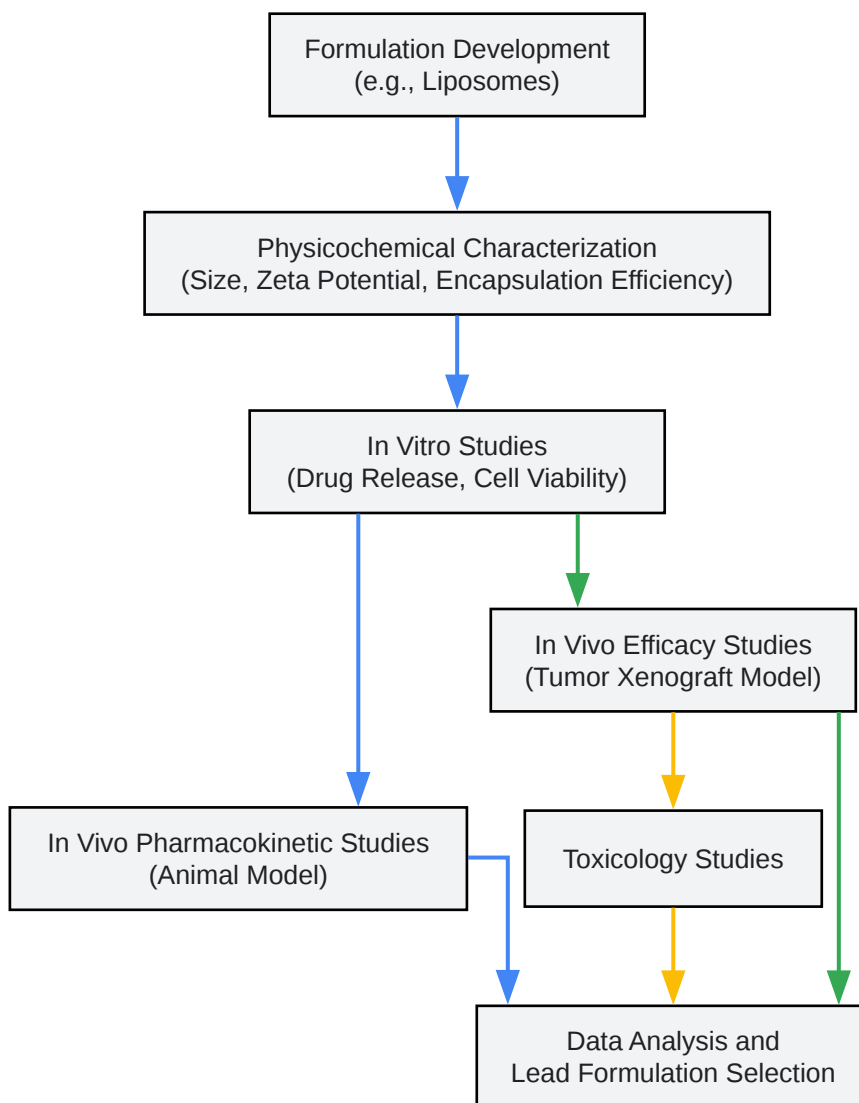 Formulation Development
(e.g., Liposomes)
Physicochemical Characterization
(Size, Zeta Potential, Encapsulation Efficiency)
In Vitro Studies
(Drug Release, Cell Viability)
In Vivo Efficacy Studies
(Tumor Xenograft Model)
In Vivo Pharmacokinetic Studies
(Animal Model)
Toxicology Studies
Data Analysis and
Lead Formulation Selection